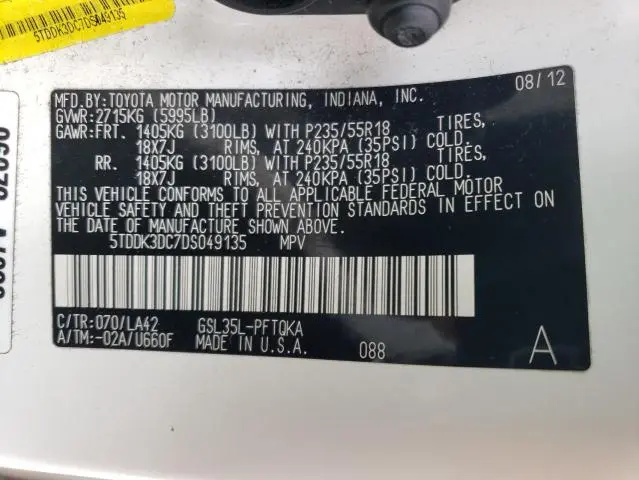 5TDDK3DC7DS049135
08/12
MFD.BY:TOYOTA MOTOR MANUFACTURING, INDIANA, INC.
GVWR:2715KG (5995LB)
GAWR:FRT. 1405KG (3100LB) WITH P235/55R18 TIRES,
18X7J RIMS, AT 240KPA (35PSI) COLD.
RR. 1405KG (3100LB) WITH P235/55R18 TIRES,
18X7J RIMS, AT 240KPA (35PSI) COLD.
THIS VEHICLE CONFORMS TO ALL APPLICABLE FEDERAL MOTOR
VEHICLE SAFETY AND THEFT PREVENTION STANDARDS IN EFFECT ON
THE DATE OF MANUFACTURE SHOWN ABOVE.
5TDDK3DC7DS049135 MPV
C/TR:070/LA42 GSL35L-PFTQKA
A/TM:-02A/U660F MADE IN U.S.A. 088 A